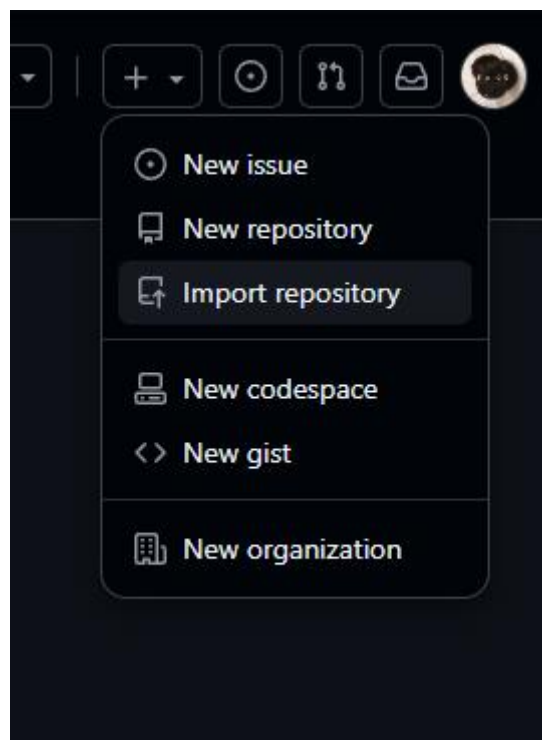 New issue
New repository
Import repository
New codespace
New gist
New organization